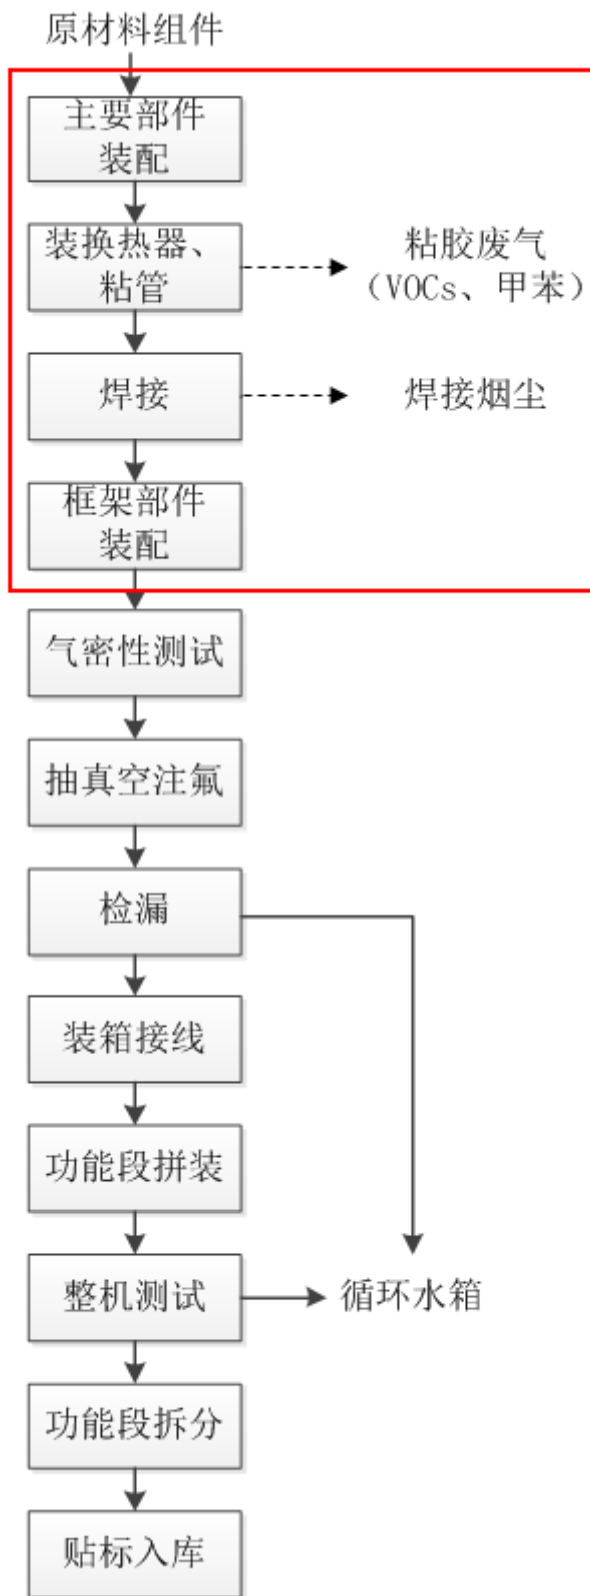 原材料组件
主要部件
装配
装换热器、
粘管
粘胶废气
（VOCs、甲苯）
焊接
焊接烟尘
框架部件
装配
气密性测试
抽真空注氟
检漏
装箱接线
功能段拼装
整机测试
循环水箱
功能段拆分
贴标入库